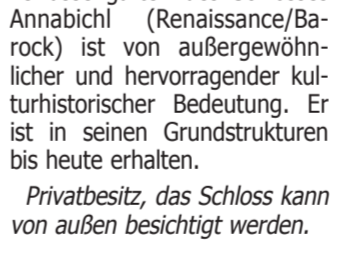 Annabichl (Renaissance/Ba-
rock) ist von außergewöhn-
licher und hervorragender kul-
turhistorischer Bedeutung. Er
ist in seinen Grundstrukturen
bis heute erhalten.
Privatbesitz, das Schloss kann
von außen besichtigt werden.